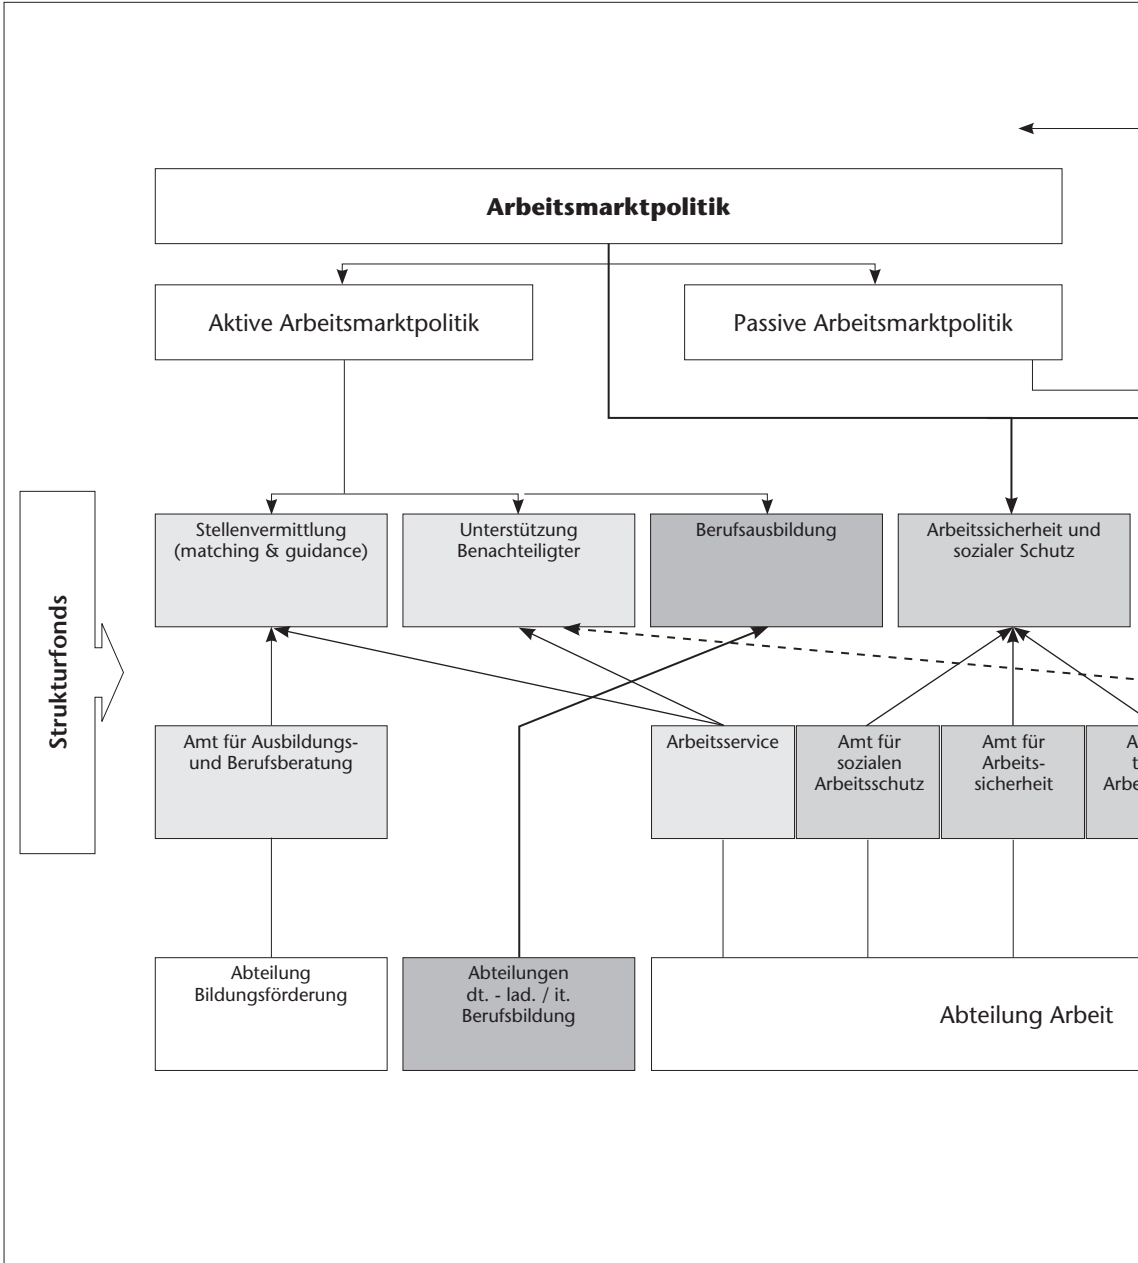 Arbeitsmarktpolitik
Aktive Arbeitsmarktpolitik
Passive Arbeitsmarktpolitik
Strukturfonds
Stellenvermittlung
(matching & guidance)
Unterstützung
Benachteiligter
Berufsausbildung
Arbeitssicherheit und
sozialer Schutz
Amt für Ausbildungs-
und Berufsberatung
Arbeitsservice
Amt für
sozialen
Arbeitsschutz
Amt für
Arbeits-
sicherheit
Abteilung
Bildungsförderung
Abteilungen
dt. - lad. / it.
Berufsbildung
Abteilung Arbeit